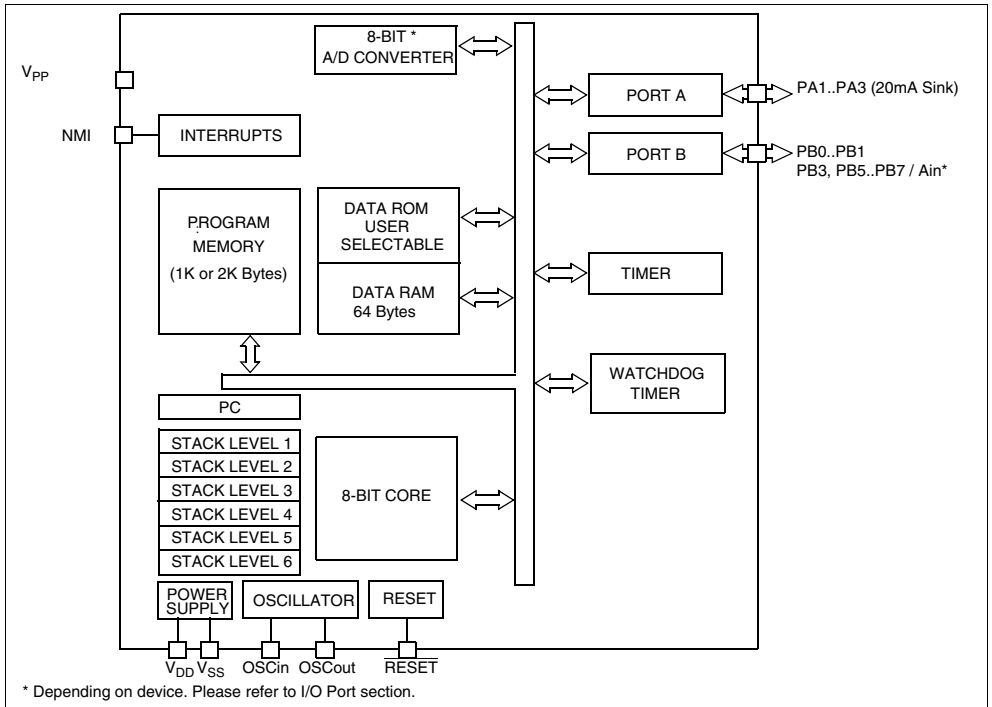 8-BIT *
A/D CONVERTER
VPP
PORT A
PA1..PA3 (20mA Sink)
NMI
INTERRUPTS
PORT B
PB0..PB1
PB3, PB5..PB7 / Ain*
PROGRAM
MEMORY
(1K or 2K Bytes)
DATA ROM
USER
SELECTABLE
DATA RAM
64 Bytes
TIMER
WATCHDOG
TIMER
PC
STACK LEVEL 1
STACK LEVEL 2
STACK LEVEL 3
STACK LEVEL 4
STACK LEVEL 5
STACK LEVEL 6
8-BIT CORE
POWER
SUPPLY
OSCILLATOR
RESET
VDD VSS OSCin OSCout RESET
* Depending on device. Please refer to I/O Port section.